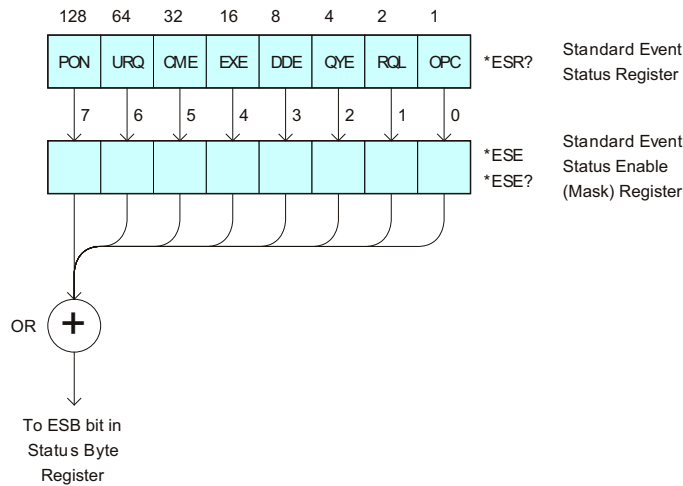 128 64 32 16 8 4 2 1
PON URQ CME EXE DDE QYE RQL OPC
*ESR?
Standard Event
Status Register
7 6 5 4 3 2 1 0
*ESE
*ESE?
Standard Event
Status Enable
(Mask) Register
OR
+
To ESB bit in
Status Byte
Register